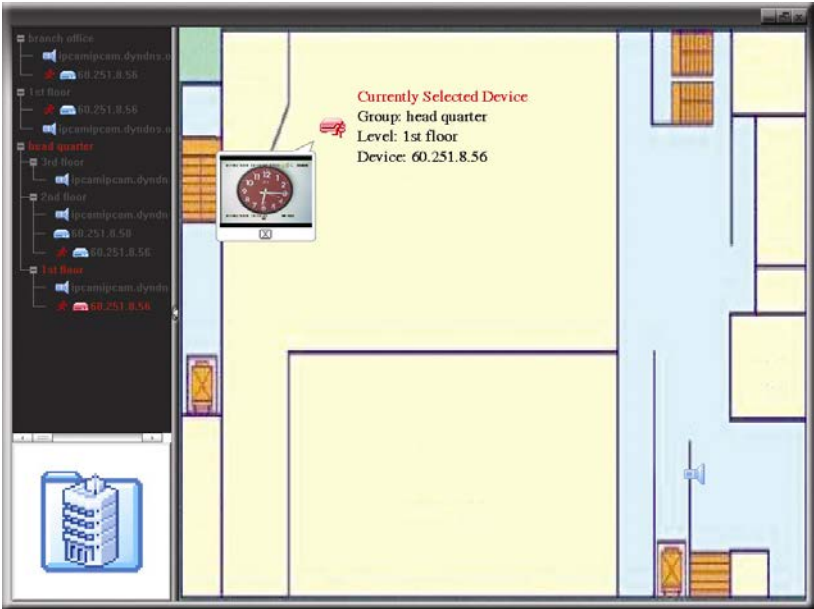 branch office
ipcamipcam.dyndns.o
60.251.8.56
1st floor
60.251.8.56
ipcamipcam.dyndns.o
head quarter
3rd floor
ipcamipcam.dyndn
2nd floor
ipcamipcam.dyndn
60.251.8.58
60.251.8.56
1st floor
ipcamipcam.dyndn
60.251.8.56
Currently Selected Device
Group: head quarter
Level: 1st floor
Device: 60.251.8.56
X